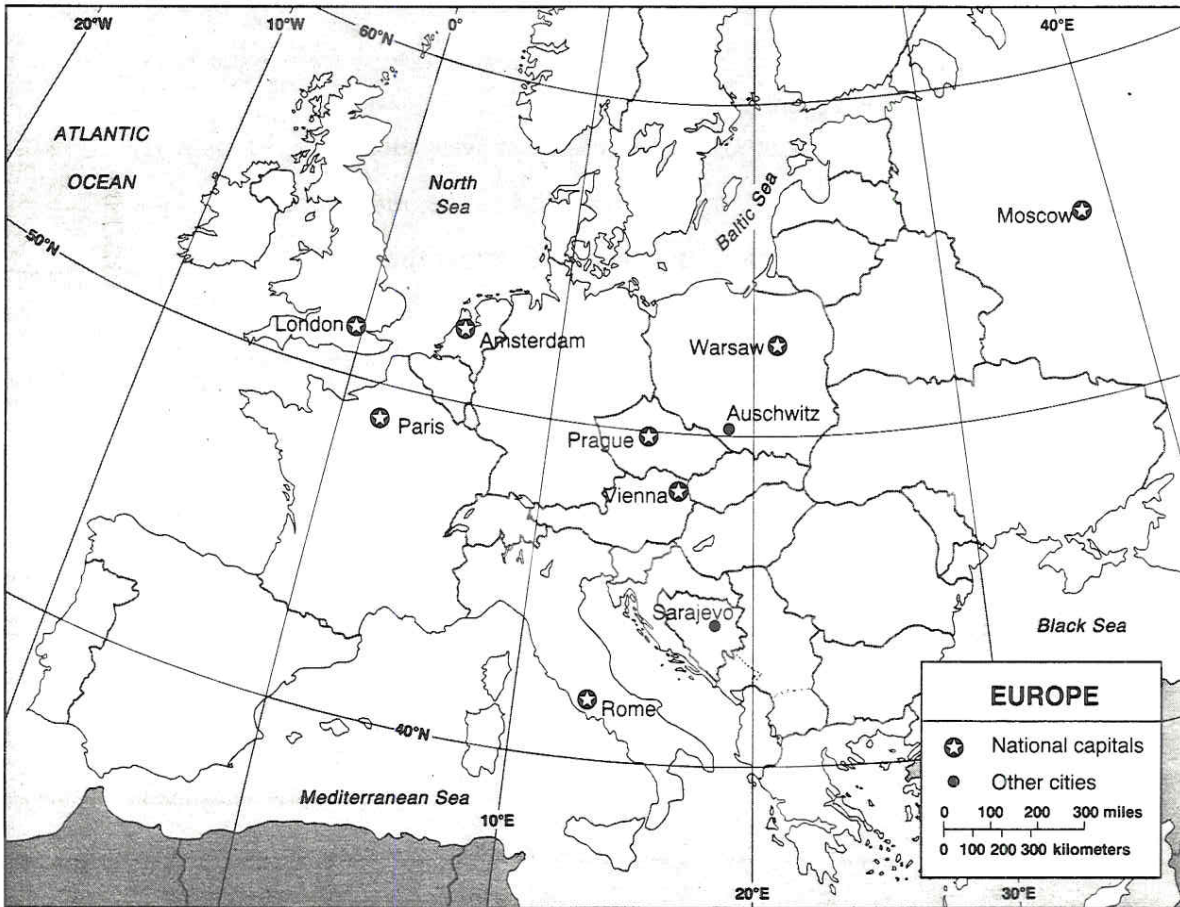 20°W
10°W
0°
40°E
60°N
ATLANTIC
OCEAN
North
Sea
Baltic Sea
Moscow
50°N
London
Amsterdam
Warsaw
Auschwitz
Paris
Prague
Vienna
Sarajevo
Black Sea
Rome
40°N
Mediterranean Sea
10°E
20°E
30°E
EUROPE
National capitals
Other cities
0 100 200 300 miles
0 100 200 300 kilometers